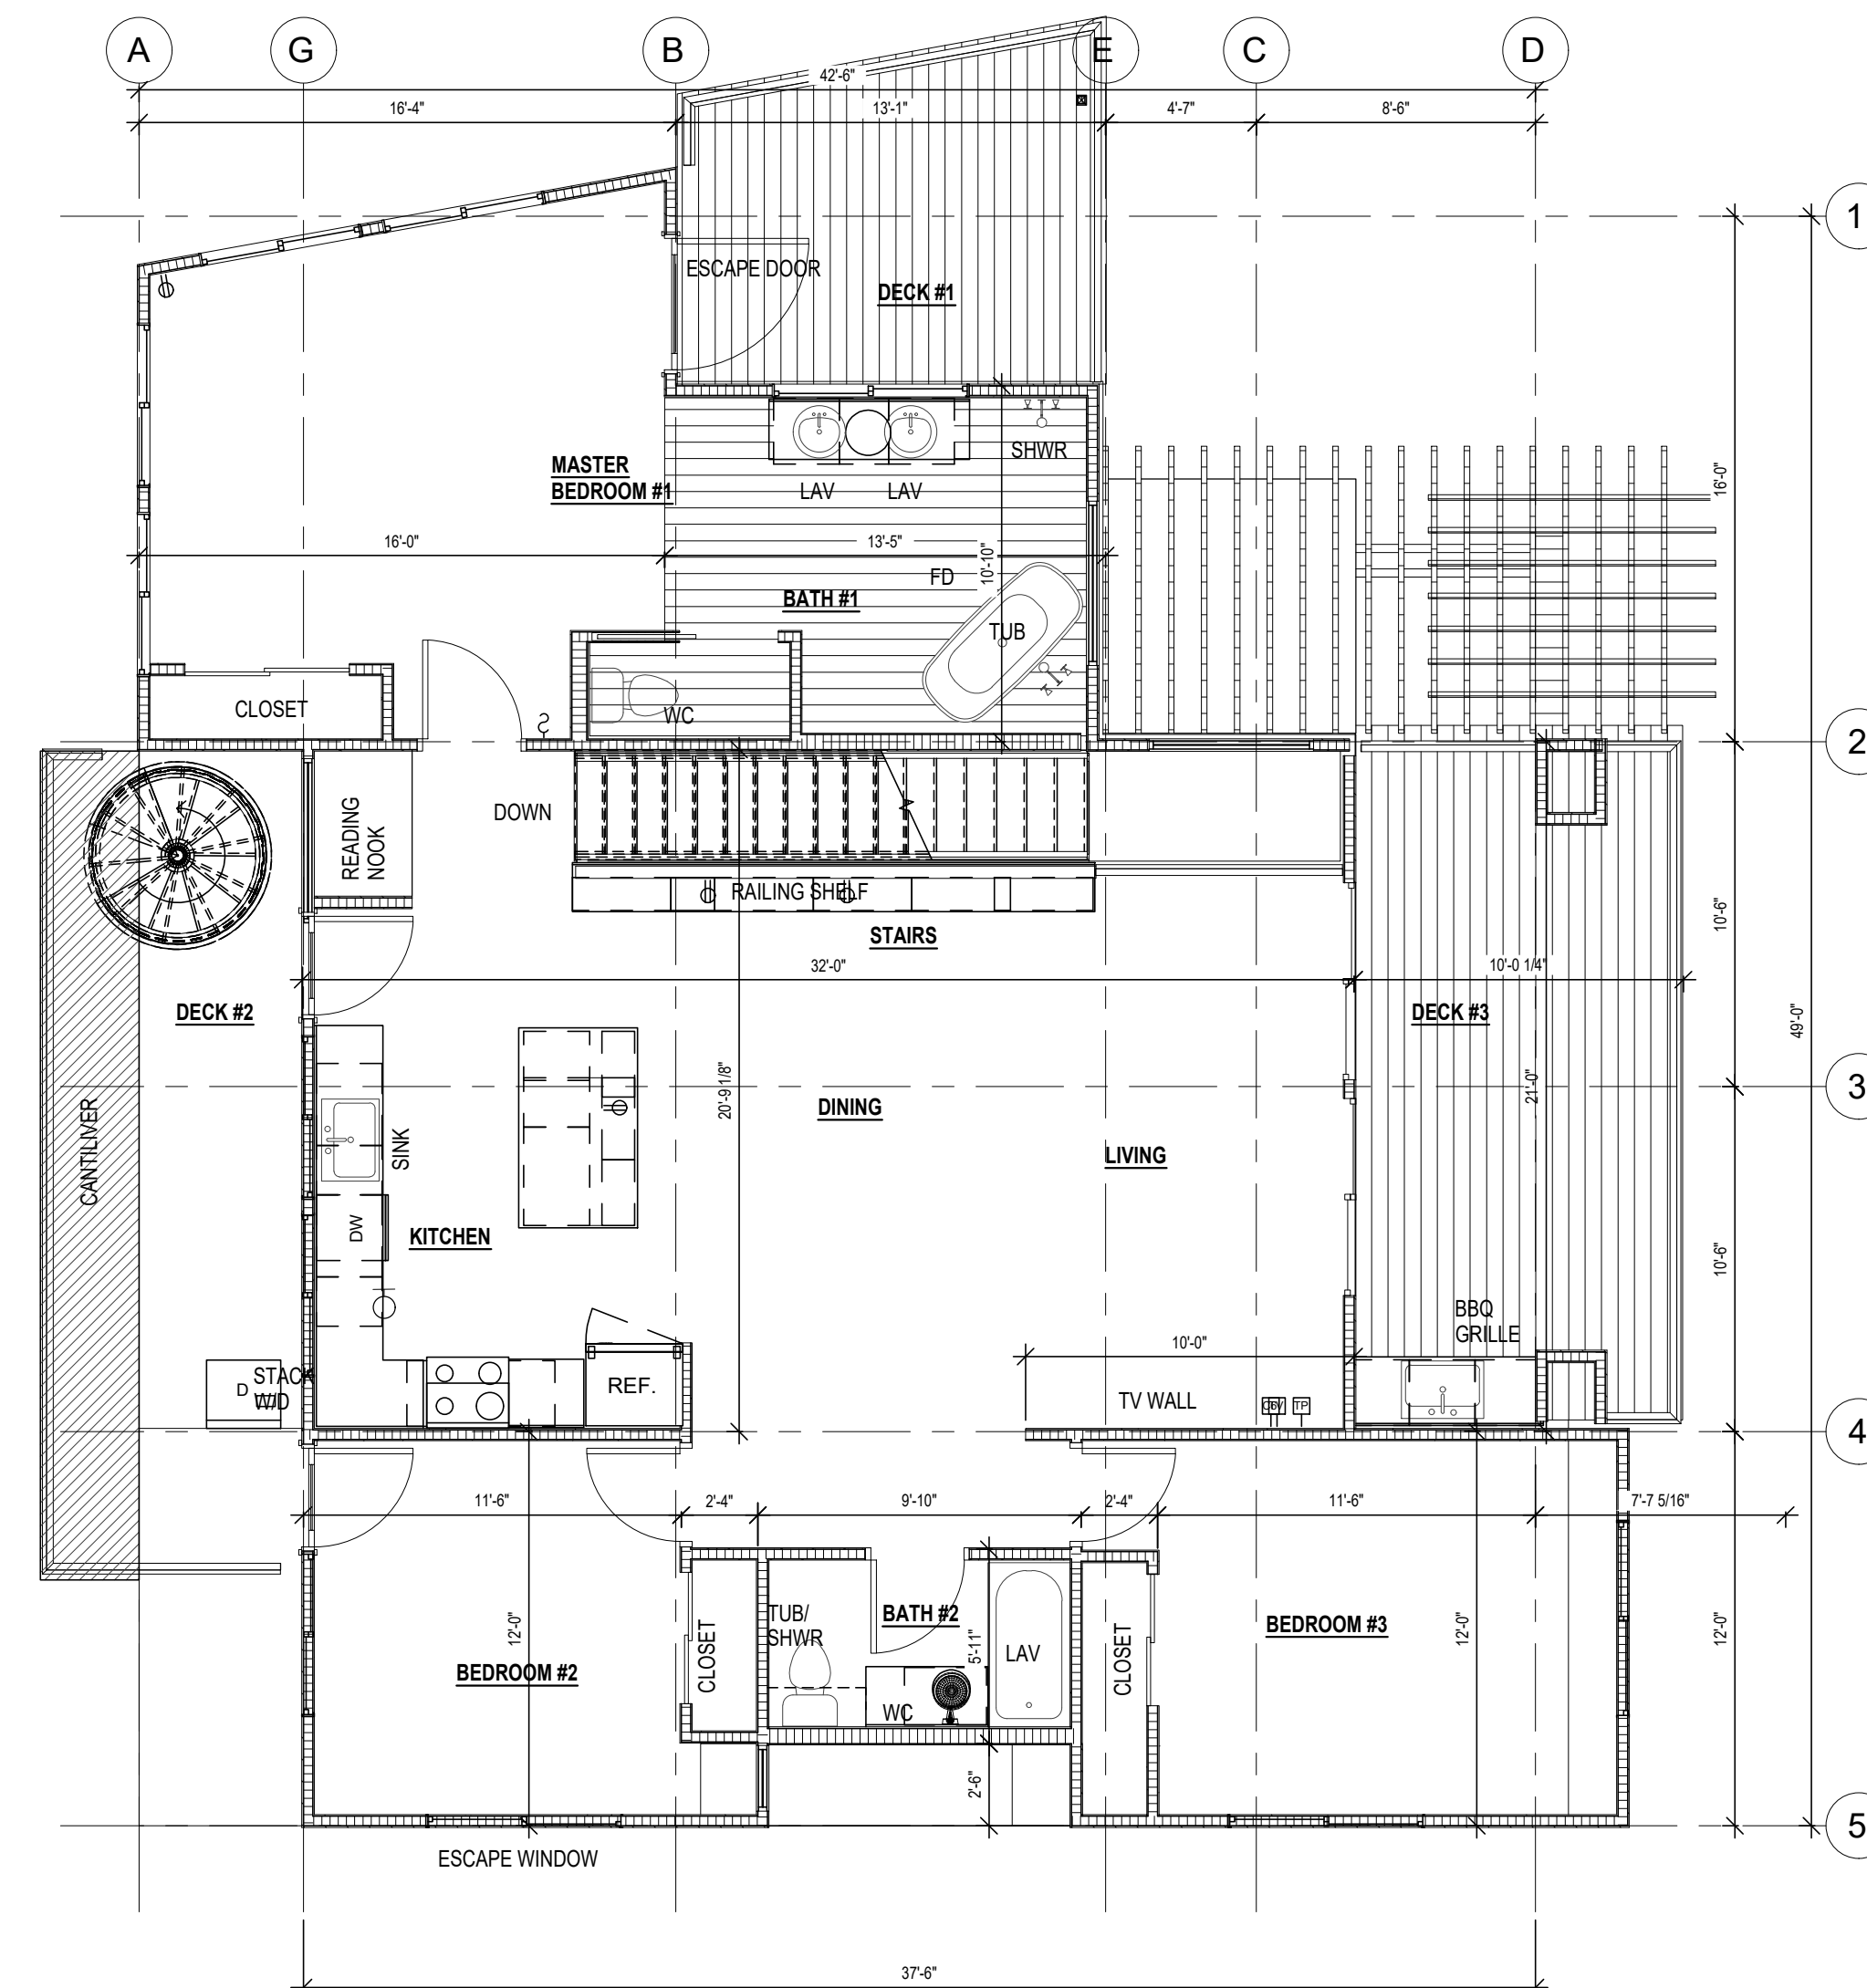 A
G
B
E
C
D
42'-6"
16'-4"
13'-1"
4'-7"
8'-6"
1
ESCAPE DOOR
DECK #1
MASTER
BEDROOM #1
SHWR
LAV
LAV
16'-0"
16'-0"
13'-5"
10'-10"
FD
BATH #1
TUB
CLOSET
WC
2
READING
NOOK
DOWN
RAILING SHELF
STAIRS
10'-6"
32'-0"
10'-0 1/4"
DECK #2
DECK #3
49'-0"
3
20'-9 1/8"
21'-0"
DINING
CANTILIVER
SINK
LIVING
DW
KITCHEN
10'-6"
BBQ
GRILLE
10'-0"
STACK
W/D
D
REF.
TV WALL
TP
4
11'-6"
2'-4"
9'-10"
2'-4"
11'-6"
7'-7 5/16"
12'-0"
CLOSET
TUB/
SHWR
BATH #2
5'-11"
LAV
CLOSET
BEDROOM #3
12'-0"
12'-0"
BEDROOM #2
WC
2'-6"
5
ESCAPE WINDOW
37'-6"